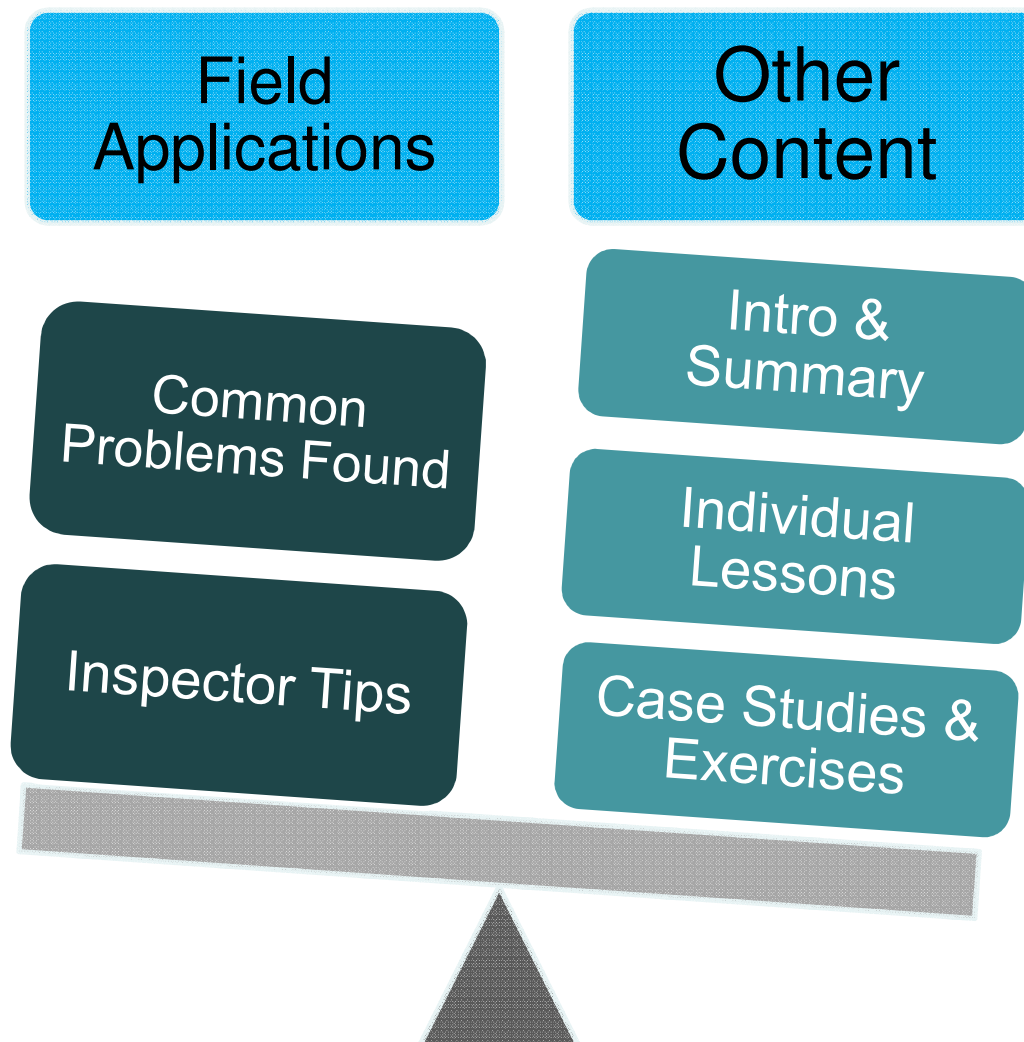 Field
Applications
Other
Content
Common
Problems Found
Inspector Tips
Intro &
Summary
Individual
Lessons
Case Studies &
Exercises